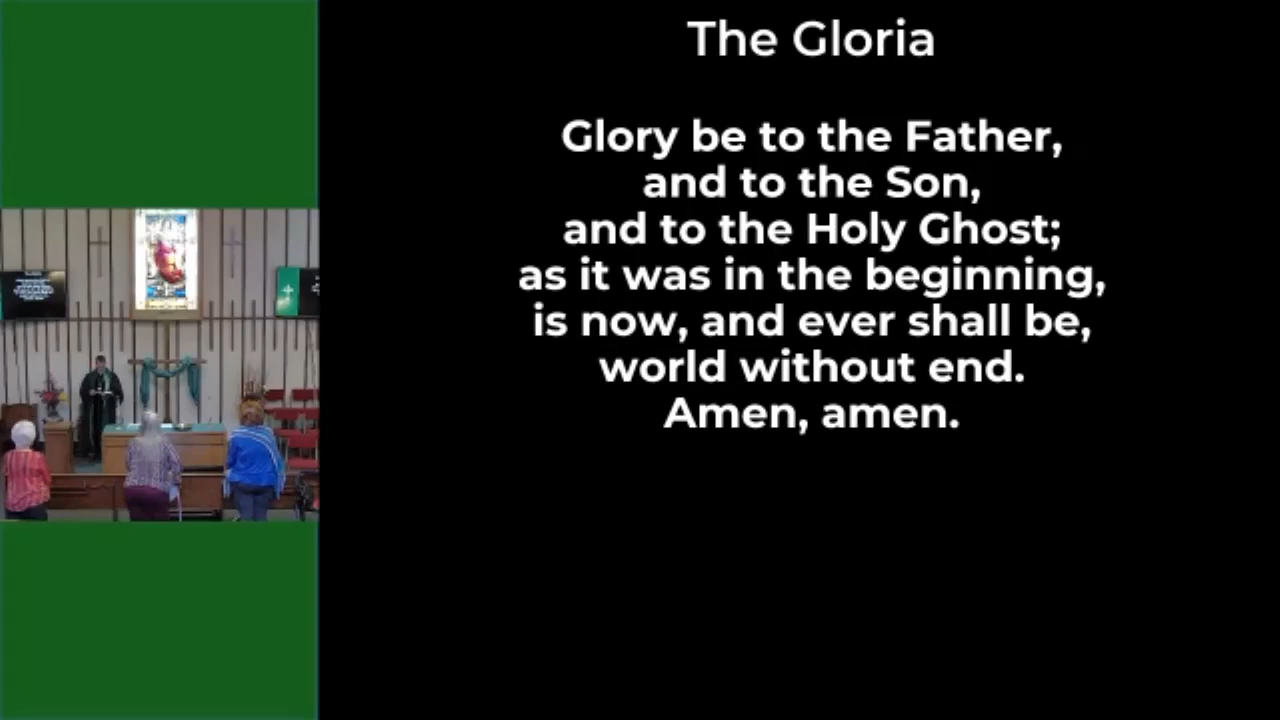 The Gloria
Glory be to the Father,
and to the Son,
and to the Holy Ghost;
as it was in the beginning,
is now, and ever shall be,
world without end.
Amen, amen.